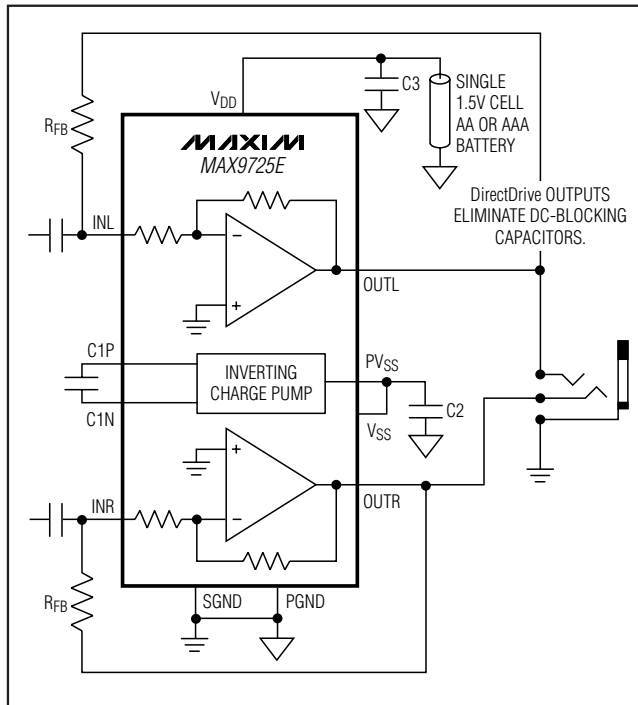 C3
SINGLE
1.5V CELL
AA OR AAA
BATTERY
VDD
RFB
MAXIM
MAX9725E
DirectDrive OUTPUTS
ELIMINATE DC-BLOCKING
CAPACITORS.
INL
−
+
OUTL
C1P
C1N
INVERTING
CHARGE PUMP
PVSS
VSS
C2
+
−
OUTR
INR
RFB
SGND
PGND